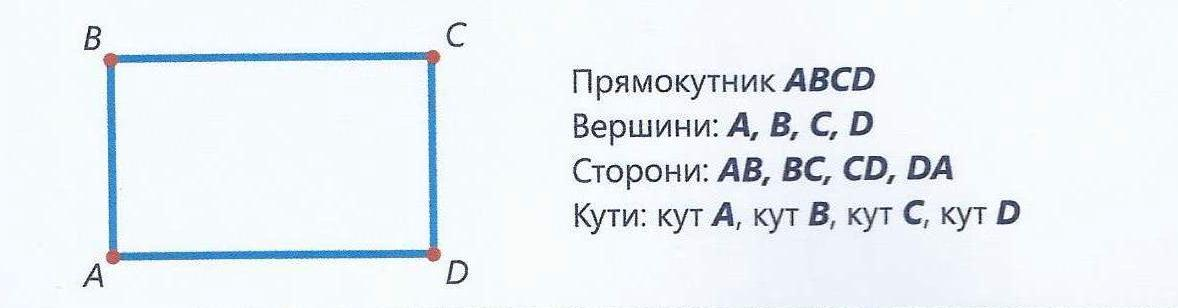 B
C
Прямокутник ABCD
Вершини: A, B, C, D
Сторони: AB, BC, CD, DA
Кути: кут A, кут B, кут C, кут D
A
D